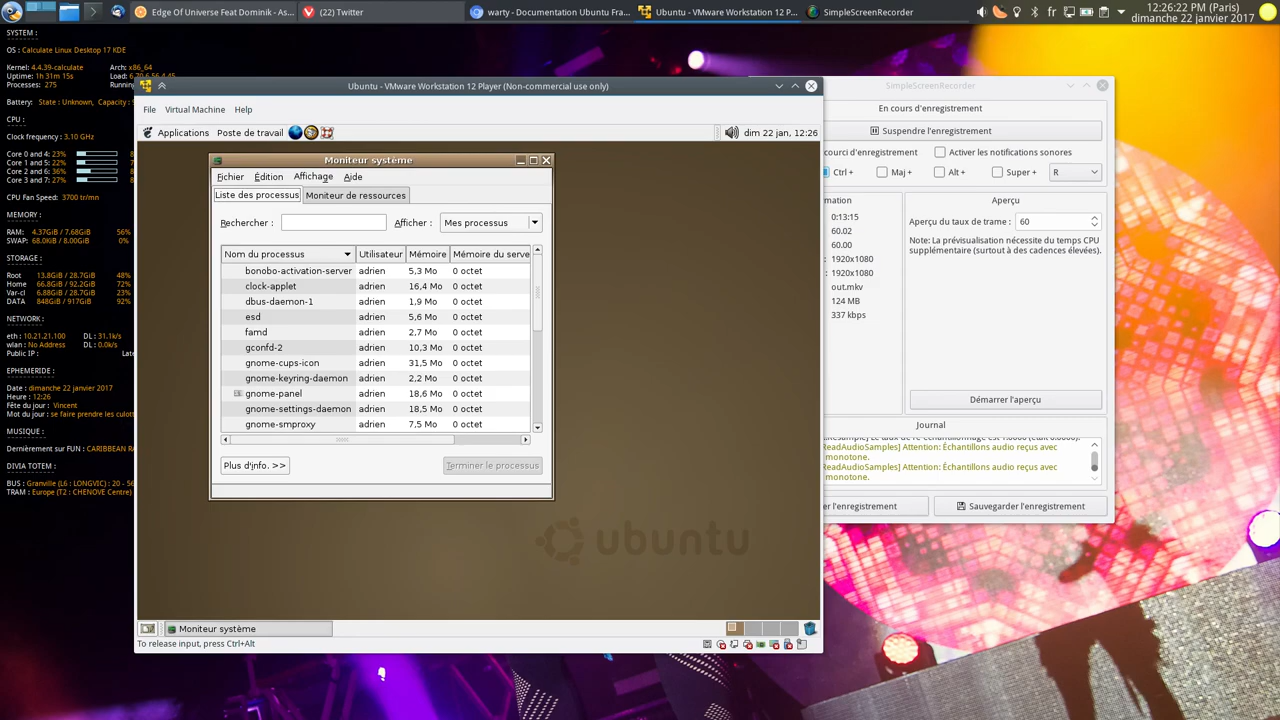 Edge Of Universe Feat Dominik - As...
(22) Twitter
warty - Documentation Ubuntu Fra...
Ubuntu - VMware Workstation 12 P...
SimpleScreenRecorder
fr
12:26:22 PM (Paris)
dimanche 22 janvier 2017
SYSTEM :
OS : Calculate Linux Desktop 17 KDE
Kernel: 4.4.39-calculate
Arch: x86_64
Uptime: 1h 31m 15s
Load: 6.70 6.56 4.45
Processes: 275
Running
Battery: State : Unknown, Capacity :
CPU :
Clock frequency : 3.10 GHz
Core 0 and 4: 23%
Core 1 and 5: 22%
Core 2 and 6: 36%
Core 3 and 7: 27%
CPU Fan Speed: 3700 tr/mn
MEMORY :
RAM: 4.37GiB / 7.68GiB 56%
SWAP: 68.0KiB / 8.00GiB 0%
STORAGE :
Root 13.8GiB / 28.7GiB 48%
Home 66.8GiB / 92.2GiB 72%
Var-cl 6.88GiB / 28.7GiB 23%
DATA 848GiB / 917GiB 92%
NETWORK :
eth : 10.21.21.100 DL : 31.1k/s
wlan : No Address DL : 0.0k/s
Public IP : Late
EPHEMERIDE :
Date : dimanche 22 janvier 2017
Heure : 12:26
Fête du jour : Vincent
Mot du jour : se faire prendre les culott
MUSIQUE :
Dernièrement sur FUN : CARIBBEAN RA
DIVIA TOTEM :
BUS : Granville (L6 : LONGVIC) : 20 - 56
TRAM : Europe (T2 : CHENOVE Centre)
Ubuntu - VMware Workstation 12 Player (Non-commercial use only)
File Virtual Machine Help
Applications Poste de travail
dim 22 jan, 12:26
Moniteur système
Fichier Édition Affichage Aide
Liste des processus Moniteur de ressources
Rechercher : Afficher : Mes processus
Nom du processus Utilisateur Mémoire Mémoire du serve
bonobo-activation-server adrien 5,3 Mo 0 octet
clock-applet adrien 16,4 Mo 0 octet
dbus-daemon-1 adrien 1,9 Mo 0 octet
esd adrien 5,6 Mo 0 octet
famd adrien 2,7 Mo 0 octet
gconfd-2 adrien 10,3 Mo 0 octet
gnome-cups-icon adrien 31,5 Mo 0 octet
gnome-keyring-daemon adrien 2,2 Mo 0 octet
gnome-panel adrien 18,6 Mo 0 octet
gnome-settings-daemon adrien 18,5 Mo 0 octet
gnome-smproxy adrien 7,5 Mo 0 octet
Plus d'info. >>
Terminer le processus
ubuntu
Moniteur système
To release input, press Ctrl+Alt
SimpleScreenRecorder
En cours d'enregistrement
Suspendre l'enregistrement
courci d'enregistrement Activer les notifications sonores
Ctrl + Maj + Alt + Super + R
rmation
0:13:15
60.02
60.00
1920x1080
1920x1080
out.mkv
124 MB
337 kbps
Aperçu
Aperçu du taux de trame : 60
Note: La prévisualisation nécessite du temps CPU
supplémentaire (surtout à des cadences élevées).
Démarrer l'aperçu
Journal
ReadAudioSamples] Attention: Échantillons audio reçus avec
monotone.
ReadAudioSamples] Attention: Échantillons audio reçus avec
monotone.
er l'enregistrement
Sauvegarder l'enregistrement